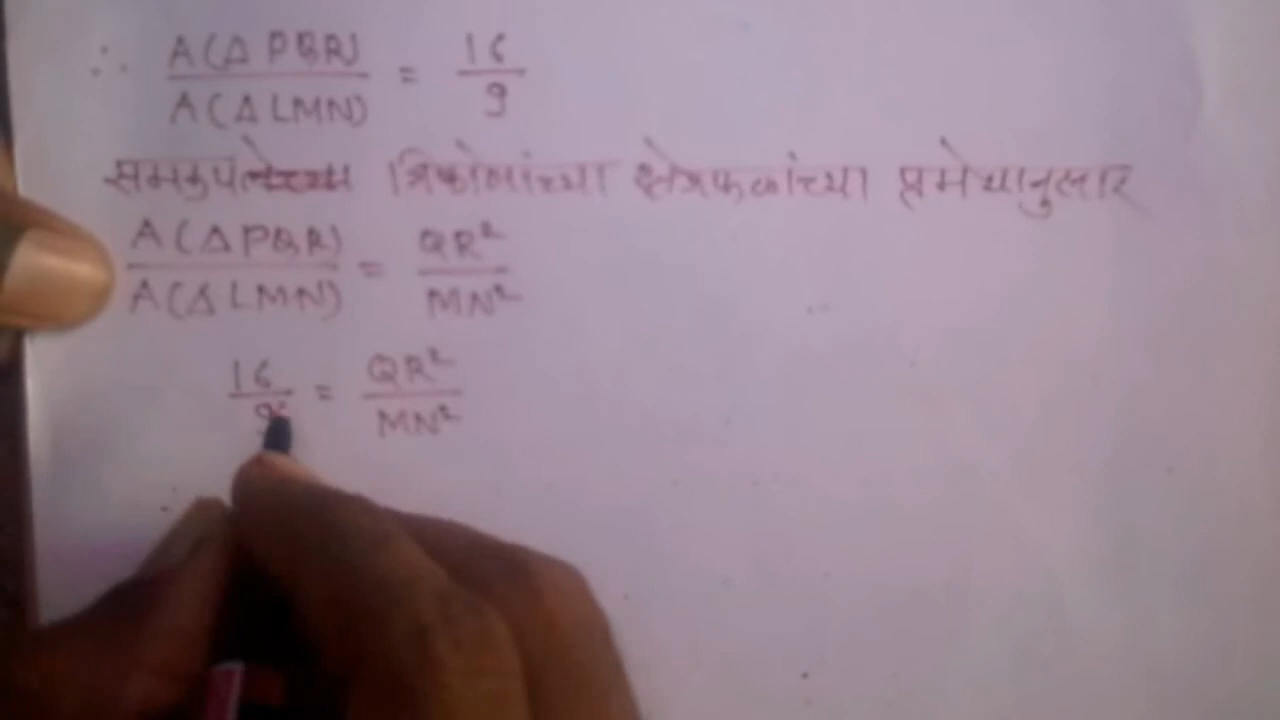 ∴ A(Δ PQR) / A(Δ LMN) = 16 / 9
समरुप त्रिकोणांच्या क्षेत्रफळांच्या प्रमेयानुसार
A(Δ PQR) / A(Δ LMN) = QR² / MN²
16 / 9 = QR² / MN²